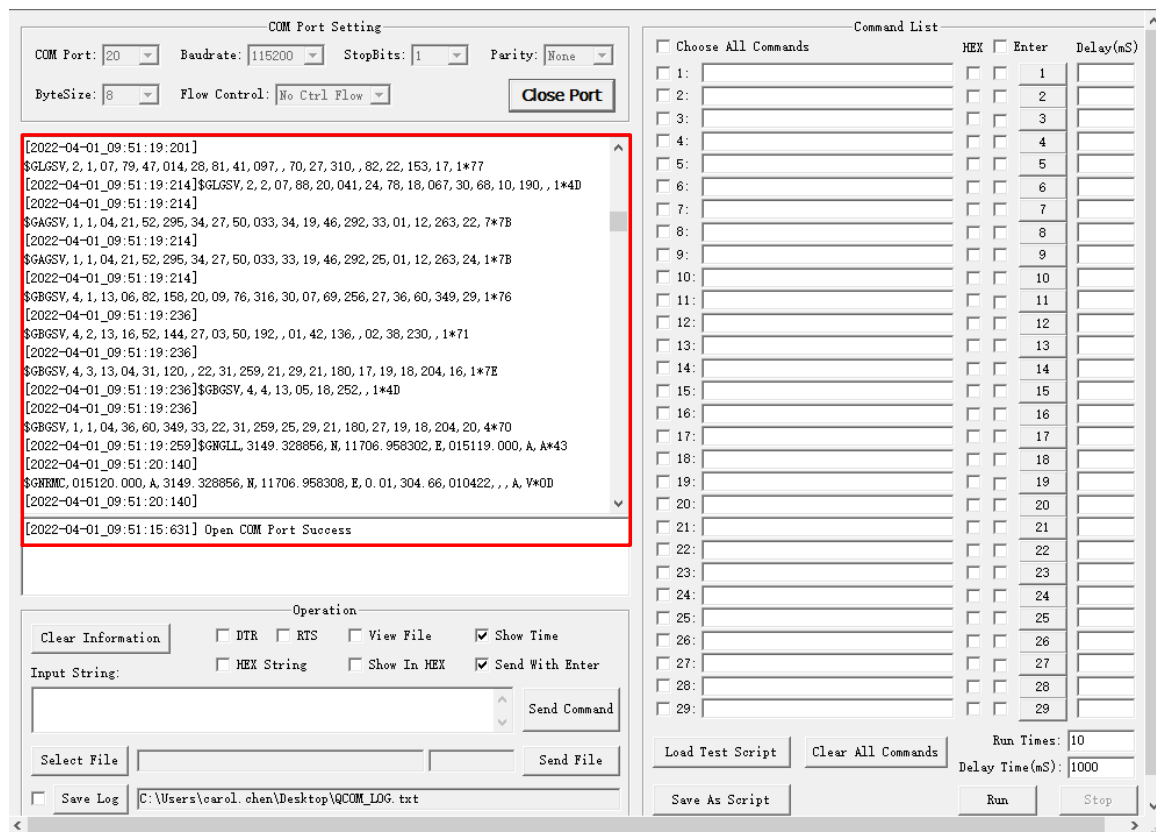 COM Port Setting
COM Port: 20 Baudrate: 115200 StopBits: 1 Parity: None
ByteSize: 8 Flow Control: No Ctrl Flow Close Port
[2022-04-01_09:51:19:201]
$GLGSV,2,1,07,79,47,014,28,81,41,097,,70,27,310,,82,22,153,17,1*77
[2022-04-01_09:51:19:214]$GLGSV,2,2,07,88,20,041,24,78,18,067,30,68,10,190,,1*4D
[2022-04-01_09:51:19:214]
$GAGSV,1,1,04,21,52,295,34,27,50,033,34,19,46,292,33,01,12,263,22,7*7B
[2022-04-01_09:51:19:214]
$GAGSV,1,1,04,21,52,295,34,27,50,033,33,19,46,292,25,01,12,263,24,1*7B
[2022-04-01_09:51:19:214]
$GBGSV,4,1,13,06,82,158,20,09,76,316,30,07,69,256,27,36,60,349,29,1*76
[2022-04-01_09:51:19:236]
$GBGSV,4,2,13,16,52,144,27,03,50,192,,01,42,136,,02,38,230,,1*71
[2022-04-01_09:51:19:236]
$GBGSV,4,3,13,04,31,120,,22,31,259,21,29,21,180,17,19,18,204,16,1*7E
[2022-04-01_09:51:19:236]$GBGSV,4,4,13,05,18,252,,1*4D
[2022-04-01_09:51:19:236]
$GBGSV,1,1,04,36,60,349,33,22,31,259,25,29,21,180,27,19,18,204,20,4*70
[2022-04-01_09:51:19:259]$GNGLL,3149.328856,N,11706.958302,E,015119.000,A,A*43
[2022-04-01_09:51:20:140]
$GNRMC,015120.000,A,3149.328856,N,11706.958308,E,0.01,304.66,010422,,,A,V*0D
[2022-04-01_09:51:20:140]
[2022-04-01_09:51:15:631] Open COM Port Success
Operation
Clear Information DTR RTS View File Show Time
HEX String Show In HEX Send With Enter
Input String:
Send Command
Select File Send File
Save Log C:\Users\carol.chen\Desktop\QCOM_LOG.txt
Command List
Choose All Commands HEX Enter Delay(mS)
1: 1
2: 2
3: 3
4: 4
5: 5
6: 6
7: 7
8: 8
9: 9
10: 10
11: 11
12: 12
13: 13
14: 14
15: 15
16: 16
17: 17
18: 18
19: 19
20: 20
21: 21
22: 22
23: 23
24: 24
25: 25
26: 26
27: 27
28: 28
29: 29
Load Test Script Clear All Commands Run Times: 10
Delay Time(mS): 1000
Save As Script Run Stop